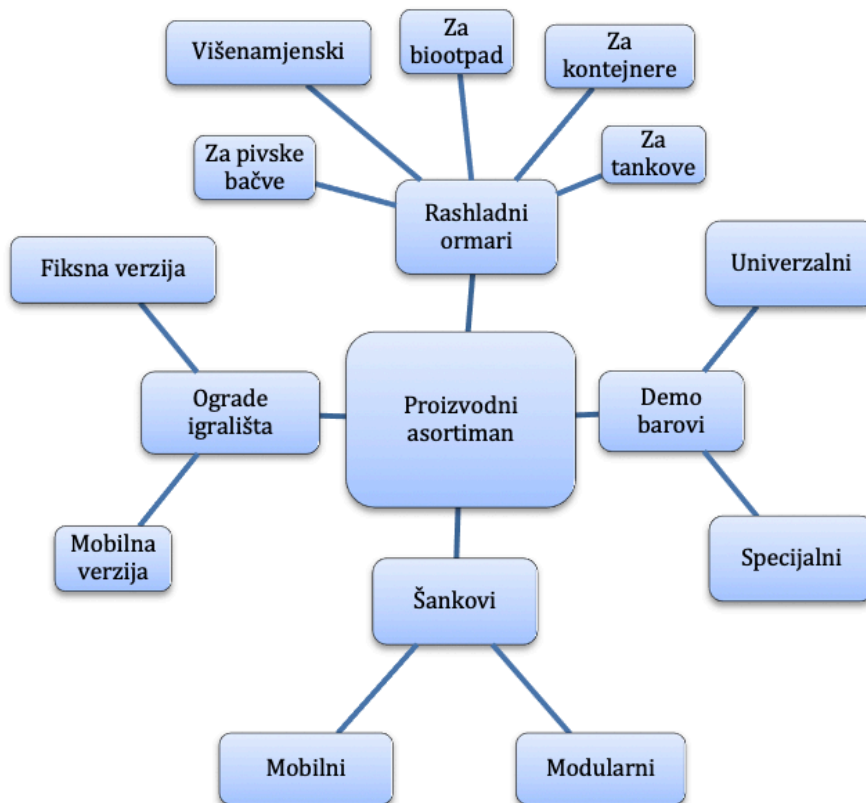 Za
biootpad
Višenamjenski
Za
kontejnere
Za pivske
bačve
Za
tankove
Rashladni
ormari
Fiksna verzija
Univerzalni
Ograde
igrališta
Proizvodni
asortiman
Demo
barovi
Mobilna
verzija
Specijalni
Šankovi
Mobilni
Modularni